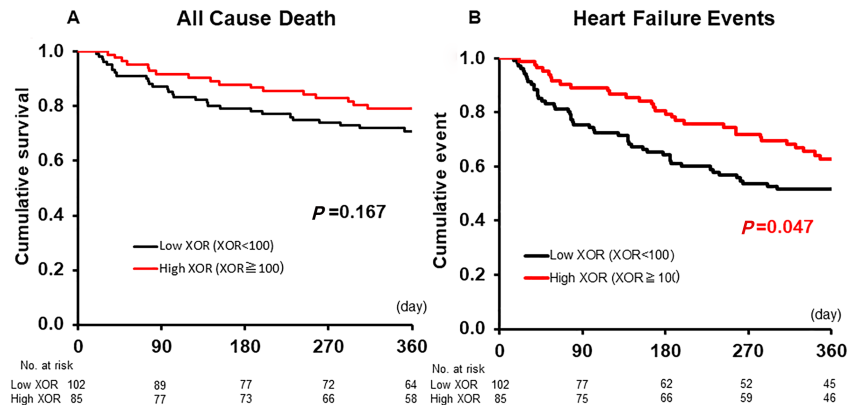 A All Cause Death
Cumulative survival
1.0
0.8
0.6
0.4
0.2
0.0
P=0.167
Low XOR (XOR<100)
High XOR (XOR≧100)
(day)
0 90 180 270 360
No. at risk
Low XOR 102 89 77 72 64
High XOR 85 77 73 66 58
B Heart Failure Events
Cumulative event
1.0
0.8
0.6
0.4
0.2
0.0
P=0.047
Low XOR (XOR<100)
High XOR (XOR≧100)
(day)
0 90 180 270 360
No. at risk
Low XOR 102 77 62 52 45
High XOR 85 75 66 59 46